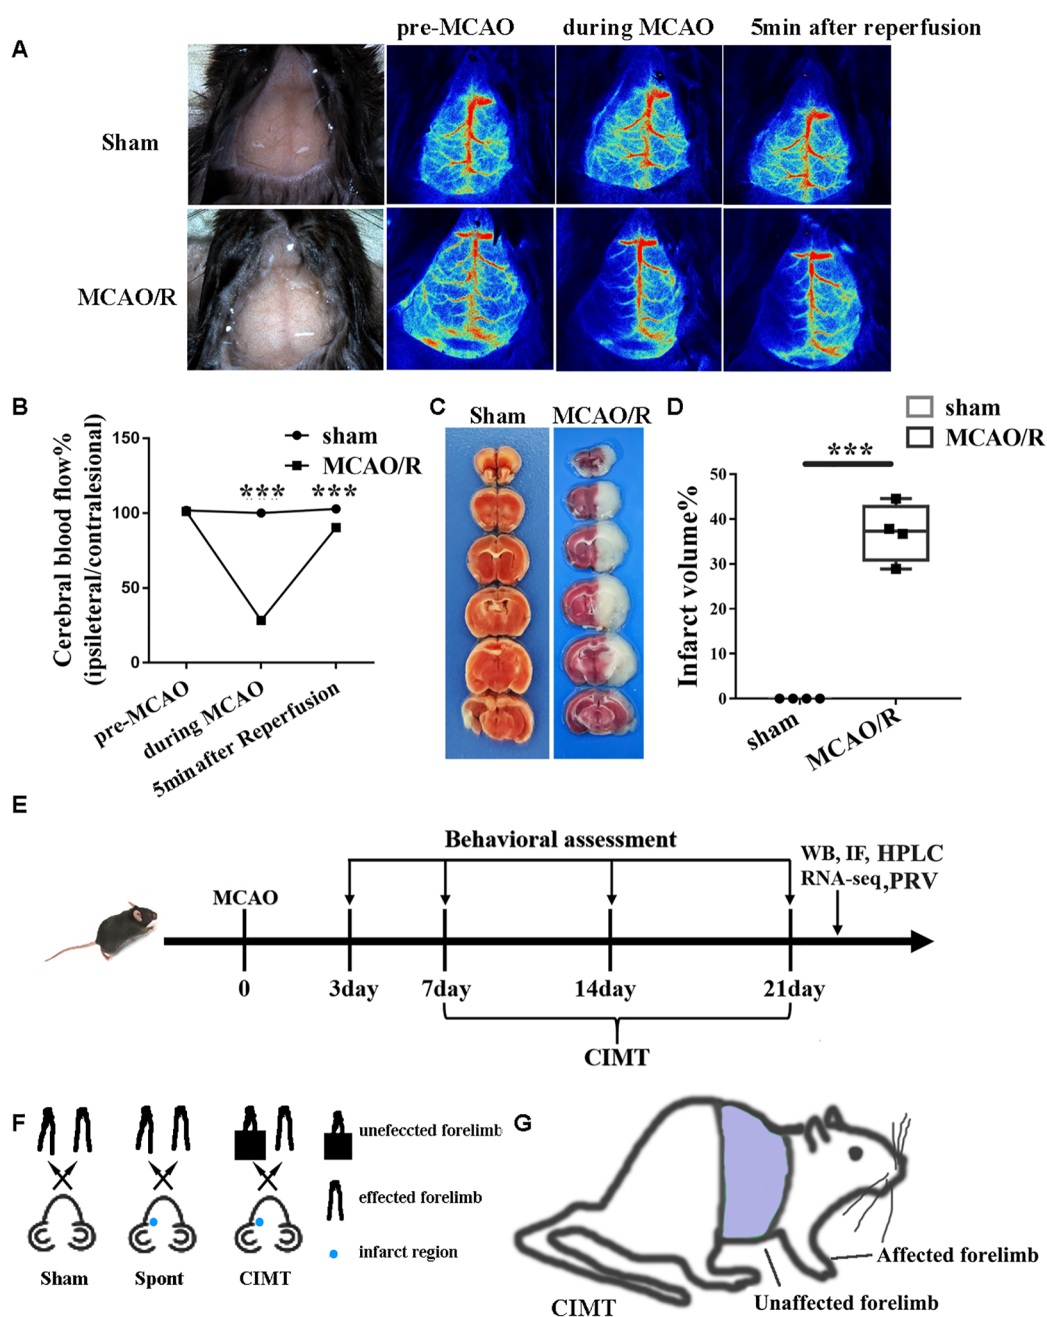 pre-MCAO during MCAO 5min after reperfusion
A
Sham
MCAO/R
B
Cerebral blood flow%
(ipsileteral/contralesional)
150
100
50
0
sham
MCAO/R
*** ***
pre-MCAO
during MCAO
5min after Reperfusion
C
Sham MCAO/R
D
sham
MCAO/R
***
Infarct volume%
50
40
30
20
10
0
sham
MCAO/R
E
Behavioral assessment
WB, IF, HPLC
RNA-seq,PRV
MCAO
0 3day 7day 14day 21day
CIMT
F
unefeccted forelimb
effected forelimb
infarct region
Sham Spont CIMT
G
Affected forelimb
Unaffected forelimb
CIMT